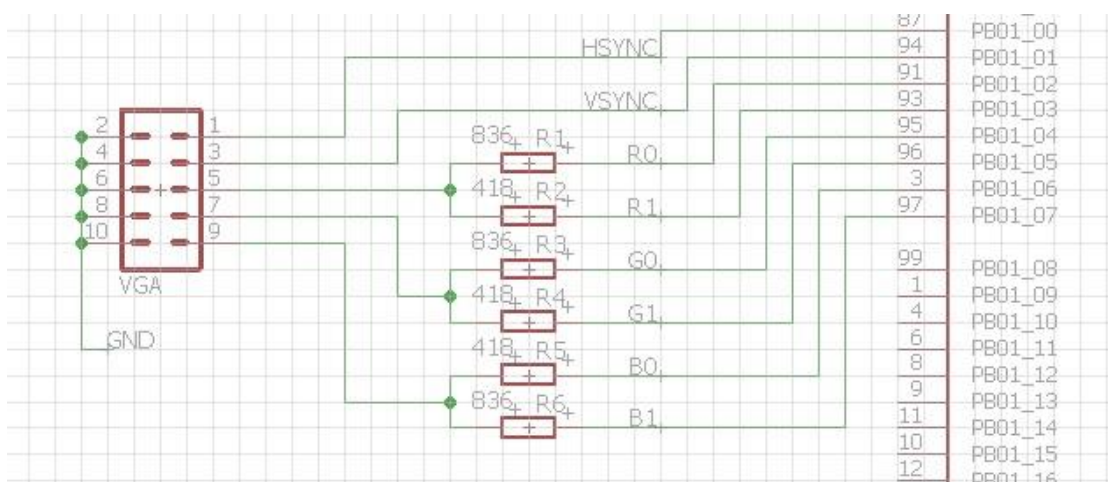 87 PB01_00
HSYNC 94 PB01_01
91 PB01_02
VSYNC 93 PB01_03
2 1 836 R1 95 PB01_04
4 3 R0 96 PB01_05
6 5 418 R2 3 PB01_06
8 7 R1 97 PB01_07
10 9 836 R3
G0 99 PB01_08
VGA 418 R4 1 PB01_09
G1 4 PB01_10
GND 418 R5 6 PB01_11
B0 8 PB01_12
836 R6 9 PB01_13
B1 11 PB01_14
10 PB01_15
12 PB01_16